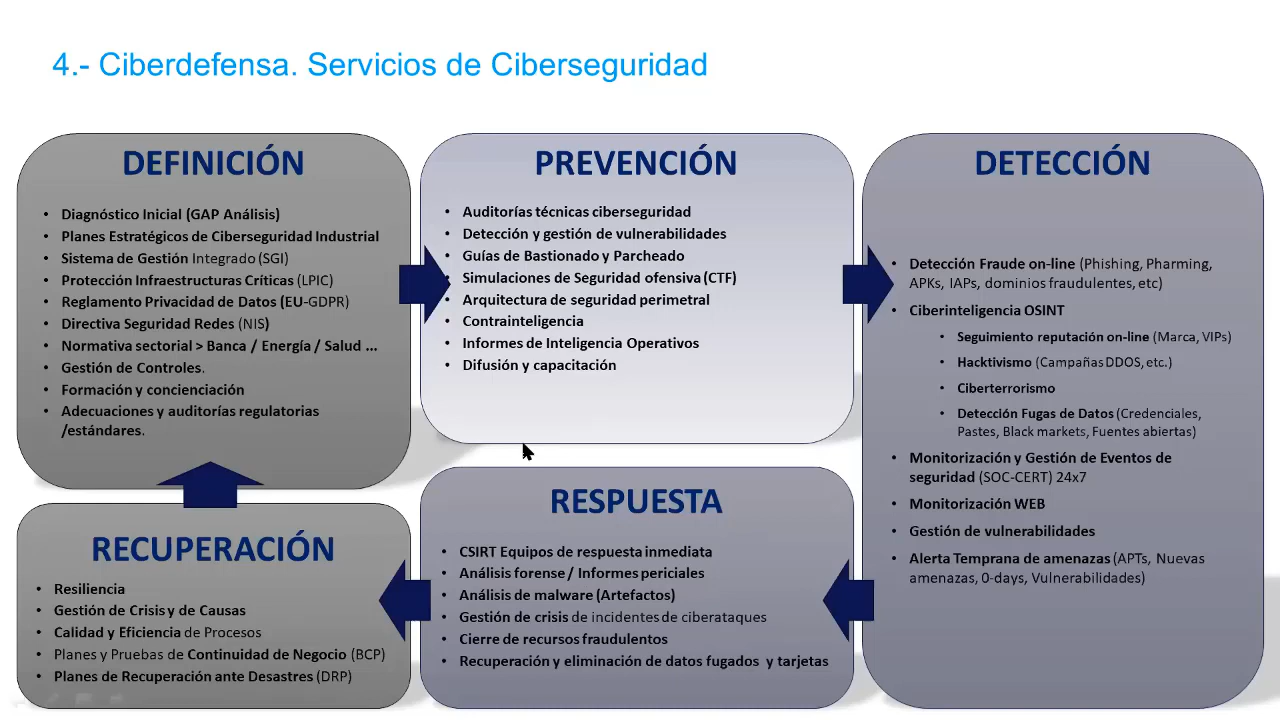 4.- Ciberdefensa. Servicios de Ciberseguridad
DEFINICIÓN
• Diagnóstico Inicial (GAP Análisis)
• Planes Estratégicos de Ciberseguridad Industrial
• Sistema de Gestión Integrado (SGI)
• Protección Infraestructuras Críticas (LPIC)
• Reglamento Privacidad de Datos (EU-GDPR)
• Directiva Seguridad Redes (NIS)
• Normativa sectorial > Banca / Energía / Salud ...
• Gestión de Controles.
• Formación y concienciación
• Adecuaciones y auditorías regulatorias
/estándares.
PREVENCIÓN
• Auditorías técnicas ciberseguridad
• Detección y gestión de vulnerabilidades
• Guías de Bastionado y Parcheado
• Simulaciones de Seguridad ofensiva (CTF)
• Arquitectura de seguridad perimetral
• Contrainteligencia
• Informes de Inteligencia Operativos
• Difusión y capacitación
DETECCIÓN
• Detección Fraude on-line (Phishing, Pharming,
APKs, IAPs, dominios fraudulentes, etc)
• Ciberinteligencia OSINT
• Seguimiento reputación on-line (Marca, VIPs)
• Hacktivismo (Campañas DDOS, etc.)
• Ciberterrorismo
• Detección Fugas de Datos (Credenciales,
Pastes, Black markets, Fuentes abiertas)
• Monitorización y Gestión de Eventos de
seguridad (SOC-CERT) 24x7
• Monitorización WEB
• Gestión de vulnerabilidades
• Alerta Temprana de amenazas (APTs, Nuevas
amenazas, 0-days, Vulnerabilidades)
RESPUESTA
• CSIRT Equipos de respuesta inmediata
• Análisis forense / Informes periciales
• Análisis de malware (Artefactos)
• Gestión de crisis de incidentes de ciberataques
• Cierre de recursos fraudulentos
• Recuperación y eliminación de datos fugados y tarjetas
RECUPERACIÓN
• Resiliencia
• Gestión de Crisis y de Causas
• Calidad y Eficiencia de Procesos
• Planes y Pruebas de Continuidad de Negocio (BCP)
• Planes de Recuperación ante Desastres (DRP)